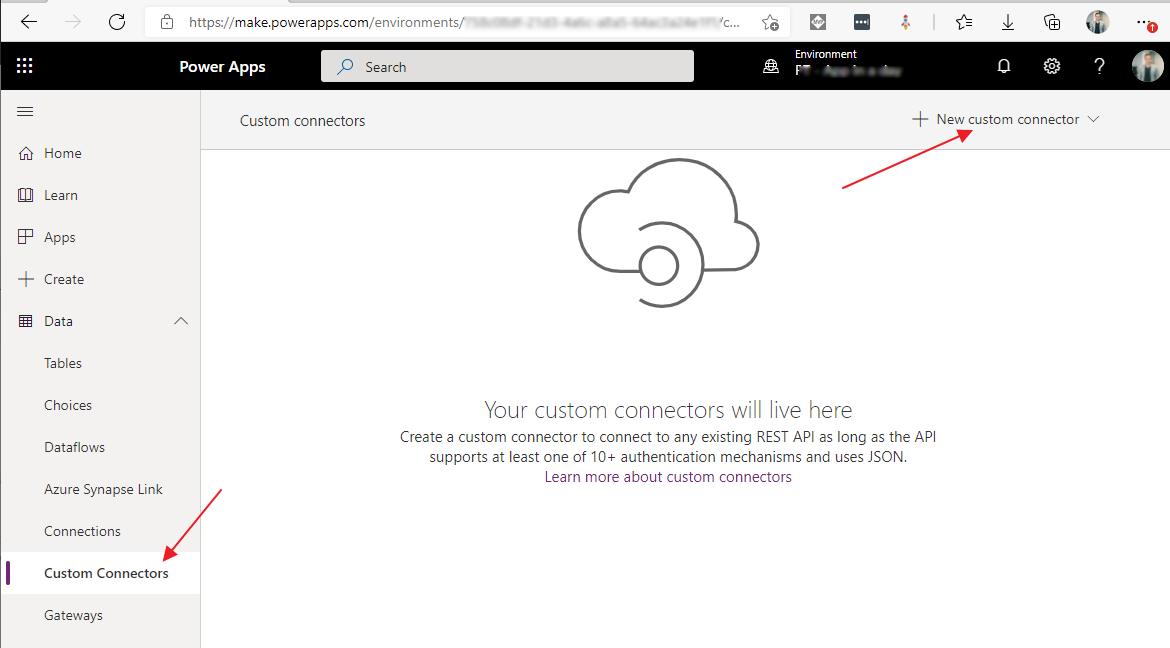 https://make.powerapps.com/environments/
/c...
Power Apps
Search
Environment
Custom connectors
New custom connector
Home
Learn
Apps
Create
Data
Tables
Choices
Dataflows
Azure Synapse Link
Connections
Custom Connectors
Gateways
Your custom connectors will live here
Create a custom connector to connect to any existing REST API as long as the API
supports at least one of 10+ authentication mechanisms and uses JSON.
Learn more about custom connectors